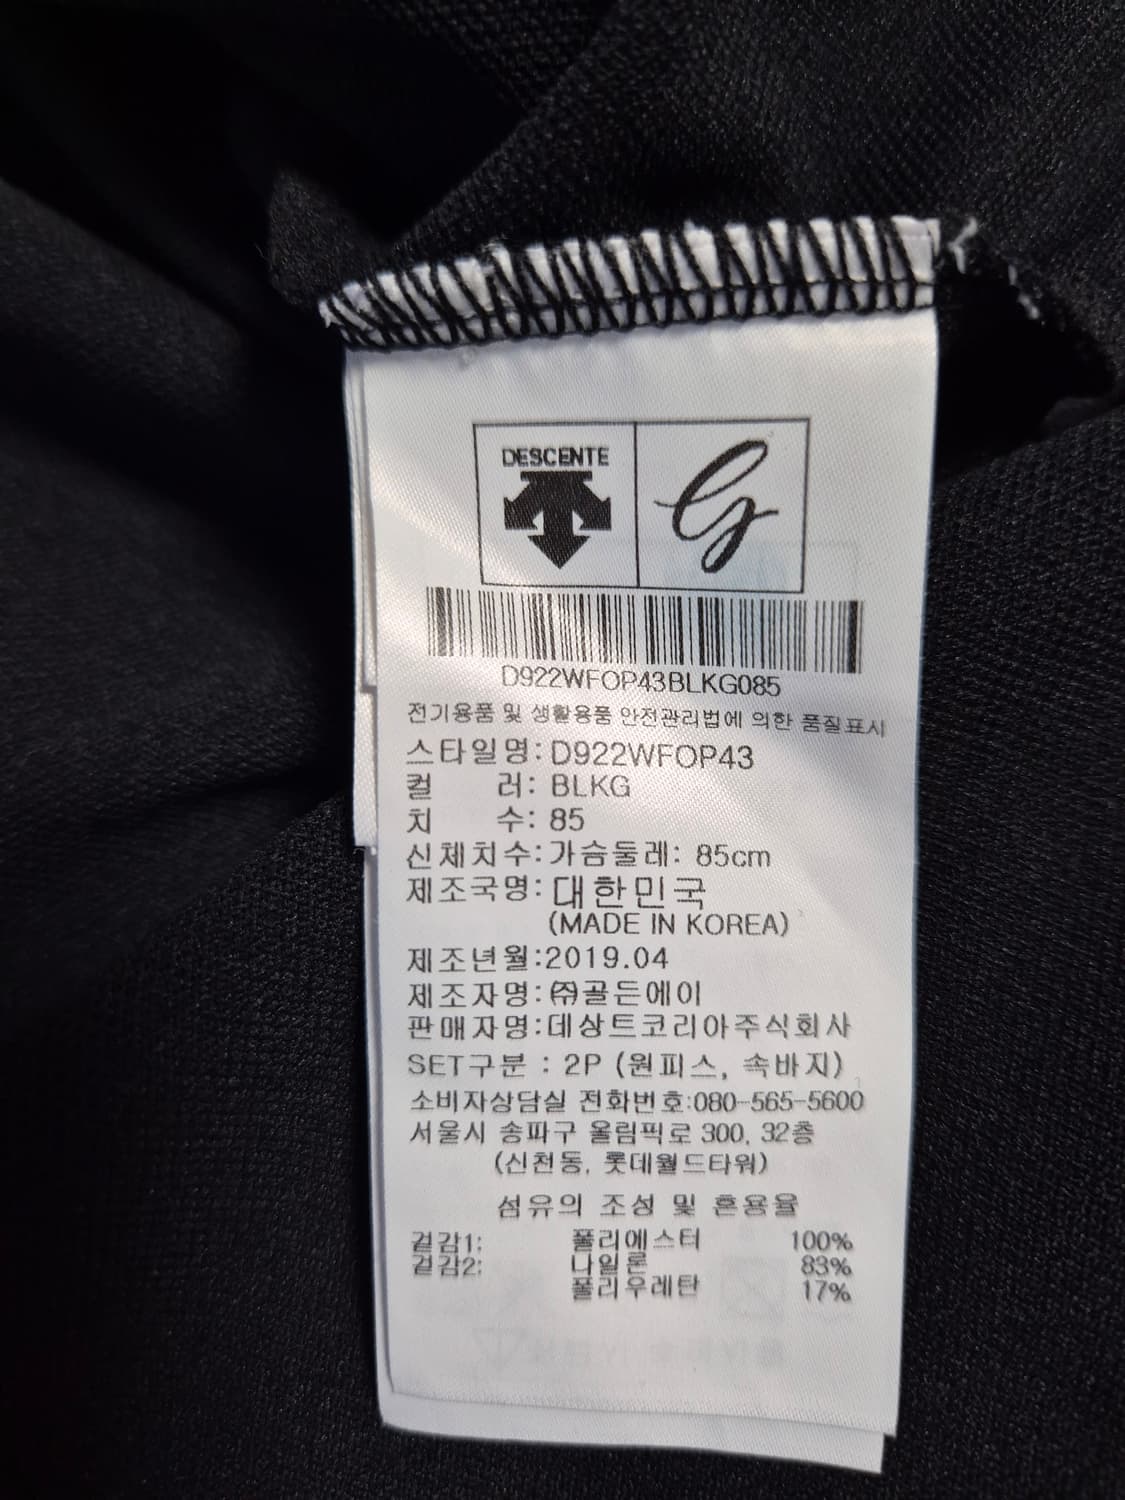 DESCENTE
D922WFOP43BLKG085
전기용품 및 생활용품 안전관리법에 의한 품질표시
스타일명: D922WFOP43
컬 러: BLKG
치 수: 85
신체치수: 가슴둘레: 85cm
제조국명: 대한민국
(MADE IN KOREA)
제조년월: 2019.04
제조자명: ㈜골든에이
판매자명: 데상트코리아주식회사
SET구분 : 2P (원피스, 속바지)
소비자상담실 전화번호:080-565-5600
서울시 송파구 올림픽로 300, 32층
(신천동, 롯데월드타워)
섬유의 조성 및 혼용율
겉감1: 폴리에스터 100%
겉감2: 나일론 83%
폴리우레탄 17%